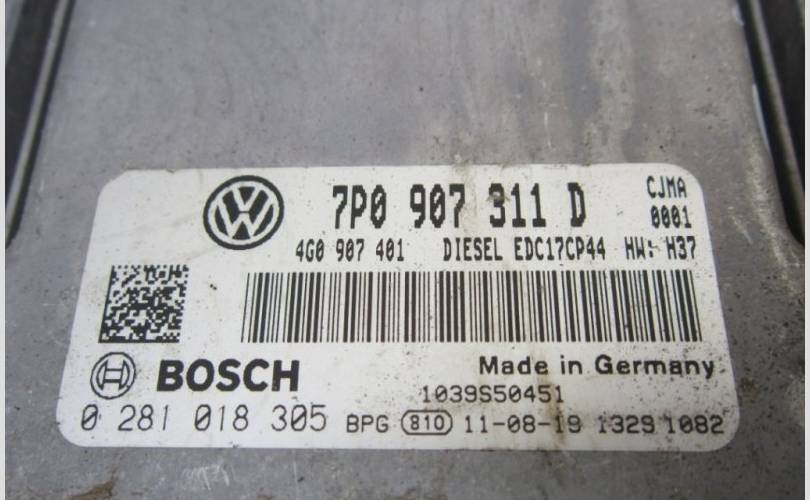 7P0 907 311 D
CJMA
0001
4G0 907 401 DIESEL EDC17CP44 HW: H37
BOSCH
Made in Germany
1039S50451
0 281 018 305 BPG 810 11-08-19 1329 1082